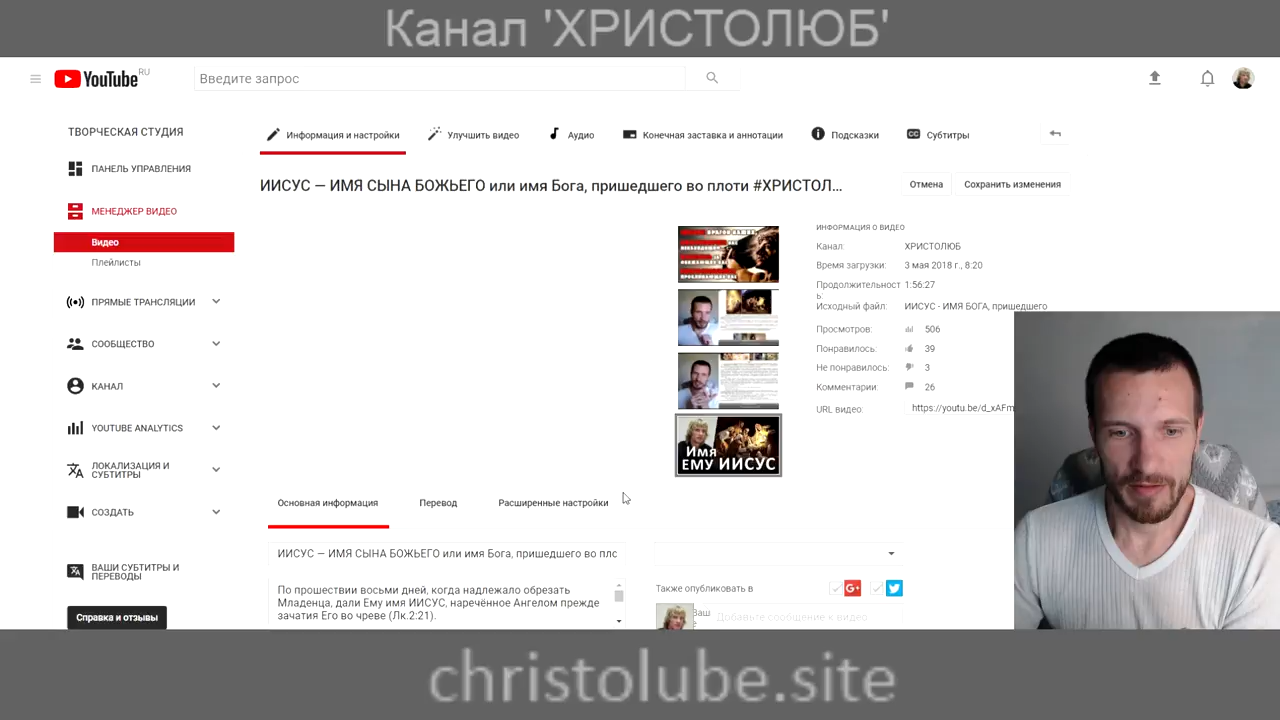 Канал 'ХРИСТОЛЮБ'
YouTube RU
Введите запрос
ТВОРЧЕСКАЯ СТУДИЯ
Информация и настройки
Улучшить видео
Аудио
Конечная заставка и аннотации
Подсказки
CC Субтитры
ПАНЕЛЬ УПРАВЛЕНИЯ
ИИСУС — ИМЯ СЫНА БОЖЬЕГО или имя Бога, пришедшего во плоти #ХРИСТОЛ...
Отмена
Сохранить изменения
МЕНЕДЖЕР ВИДЕО
Видео
Плейлисты
ИНФОРМАЦИЯ О ВИДЕО
Канал: ХРИСТОЛЮБ
Время загрузки: 3 мая 2018 г., 8:20
Продолжительность: 1:56:27
Исходный файл: ИИСУС - ИМЯ БОГА, пришедшего
Просмотров: 506
Понравилось: 39
Не понравилось: 3
Комментарии: 26
URL видео: https://youtu.be/d_xAFm
ПРЯМЫЕ ТРАНСЛЯЦИИ
СООБЩЕСТВО
КАНАЛ
YOUTUBE ANALYTICS
ЛОКАЛИЗАЦИЯ И
СУБТИТРЫ
СОЗДАТЬ
ВАШИ СУБТИТРЫ И
ПЕРЕВОДЫ
Справка и отзывы
Имя
ЕМУ ИИСУС
Основная информация
Перевод
Расширенные настройки
ИИСУС — ИМЯ СЫНА БОЖЬЕГО или имя Бога, пришедшего во плс
По прошествии восьми дней, когда надлежало обрезать
Младенца, дали Ему имя ИИСУС, наречённое Ангелом прежде
зачатия Его во чреве (Лк.2:21).
Также опубликовать в
G+
Добавьте сообщение к видео
christolube.site